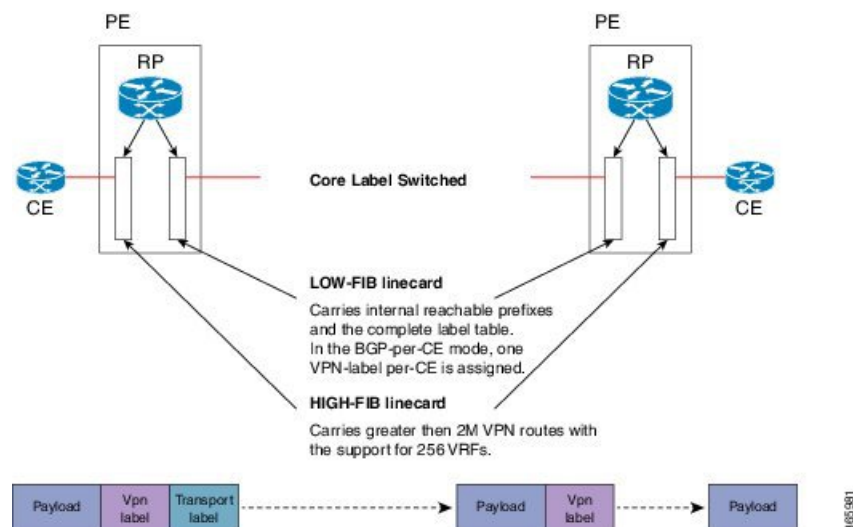 PE
PE
RP
RP
CE
Core Label Switched
CE
LOW-FIB linecard
Carries internal reachable prefixes
and the complete label table.
In the BGP-per-CE mode, one
VPN-label per-CE is assigned.
HIGH-FIB linecard
Carries greater then 2M VPN routes with
the support for 256 VRFs.
Payload
Vpn
label
Transport
label
Payload
Vpn
label
Payload